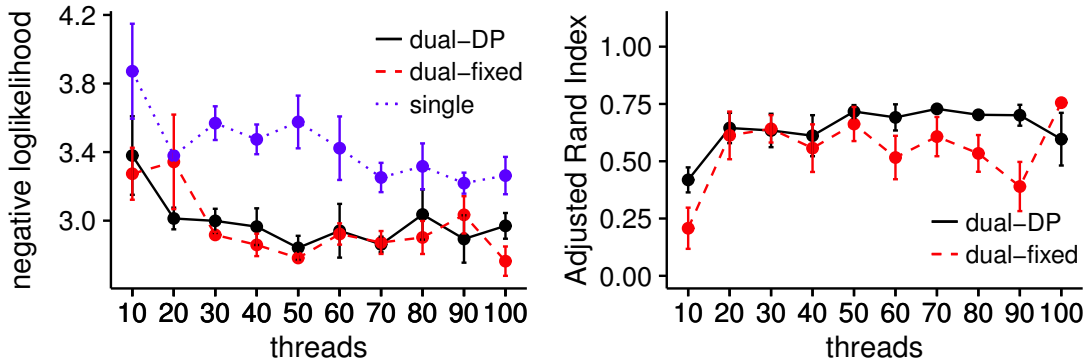 negative loglikelihood
4.2
3.8
3.4
3.0
dual−DP
dual−fixed
single
10 20 30 40 50 60 70 80 90 100
threads
Adjusted Rand Index
1.00
0.75
0.50
0.25
0.00
dual−DP
dual−fixed
10 20 30 40 50 60 70 80 90 100
threads